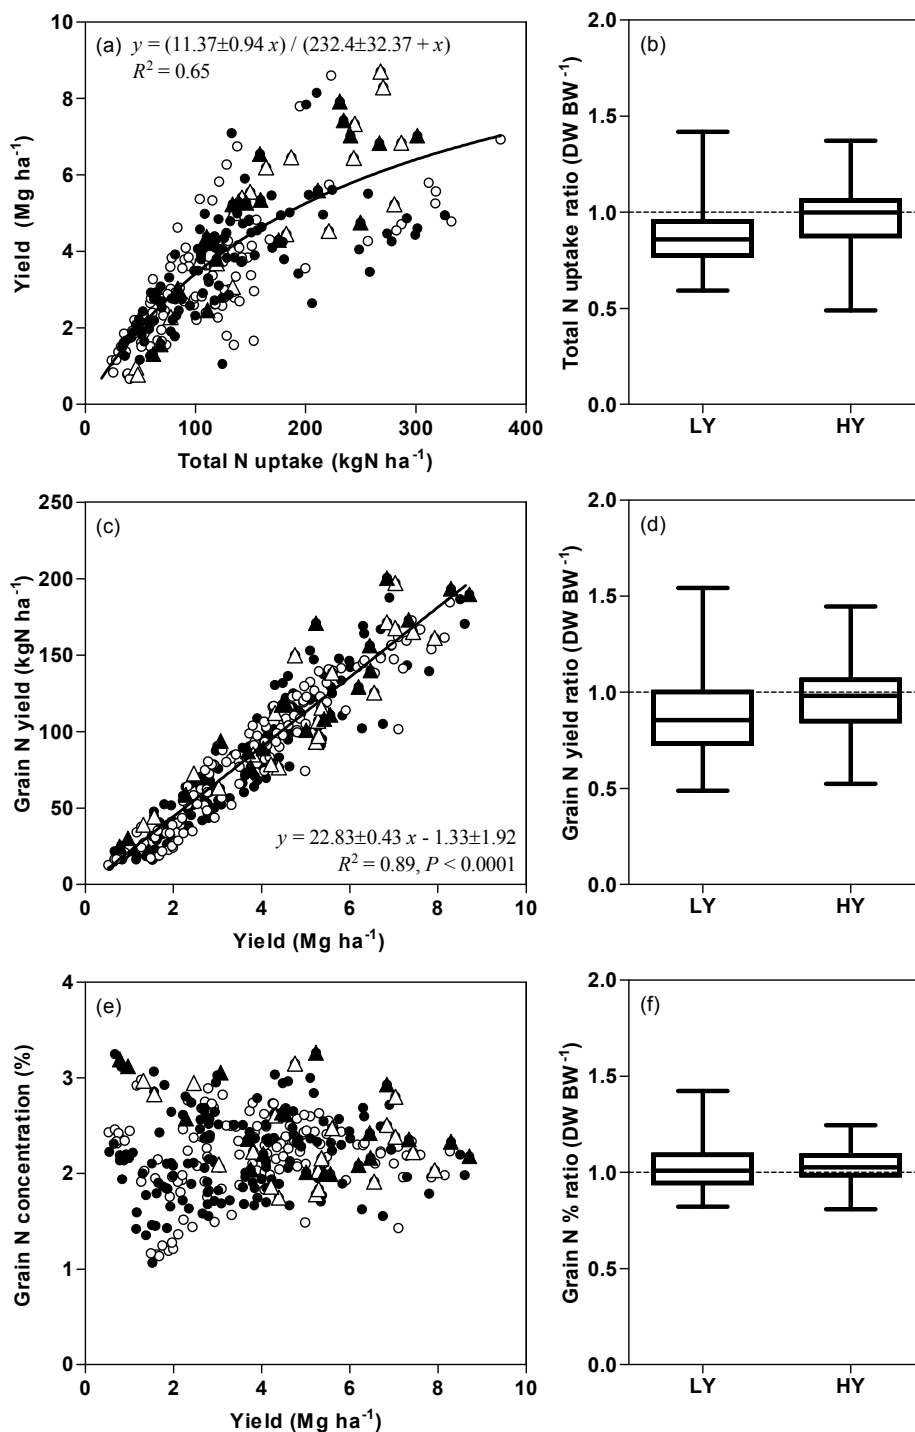 (a) y = (11.37±0.94 x) / (232.4±32.37 + x)
R² = 0.65
10
8
6
4
2
0
Yield (Mg ha⁻¹)
0 100 200 300 400
Total N uptake (kgN ha⁻¹)
(b)
2.0
1.5
1.0
0.5
0.0
Total N uptake ratio (DW BW⁻¹)
LY HY
(c)
250
200
150
100
50
0
Grain N yield (kgN ha⁻¹)
y = 22.83±0.43 x - 1.33±1.92
R² = 0.89, P < 0.0001
0 2 4 6 8 10
Yield (Mg ha⁻¹)
(d)
2.0
1.5
1.0
0.5
0.0
Grain N yield ratio (DW BW⁻¹)
LY HY
(e)
4
3
2
1
0
Grain N concentration (%)
0 2 4 6 8 10
Yield (Mg ha⁻¹)
(f)
2.0
1.5
1.0
0.5
0.0
Grain N % ratio (DW BW⁻¹)
LY HY